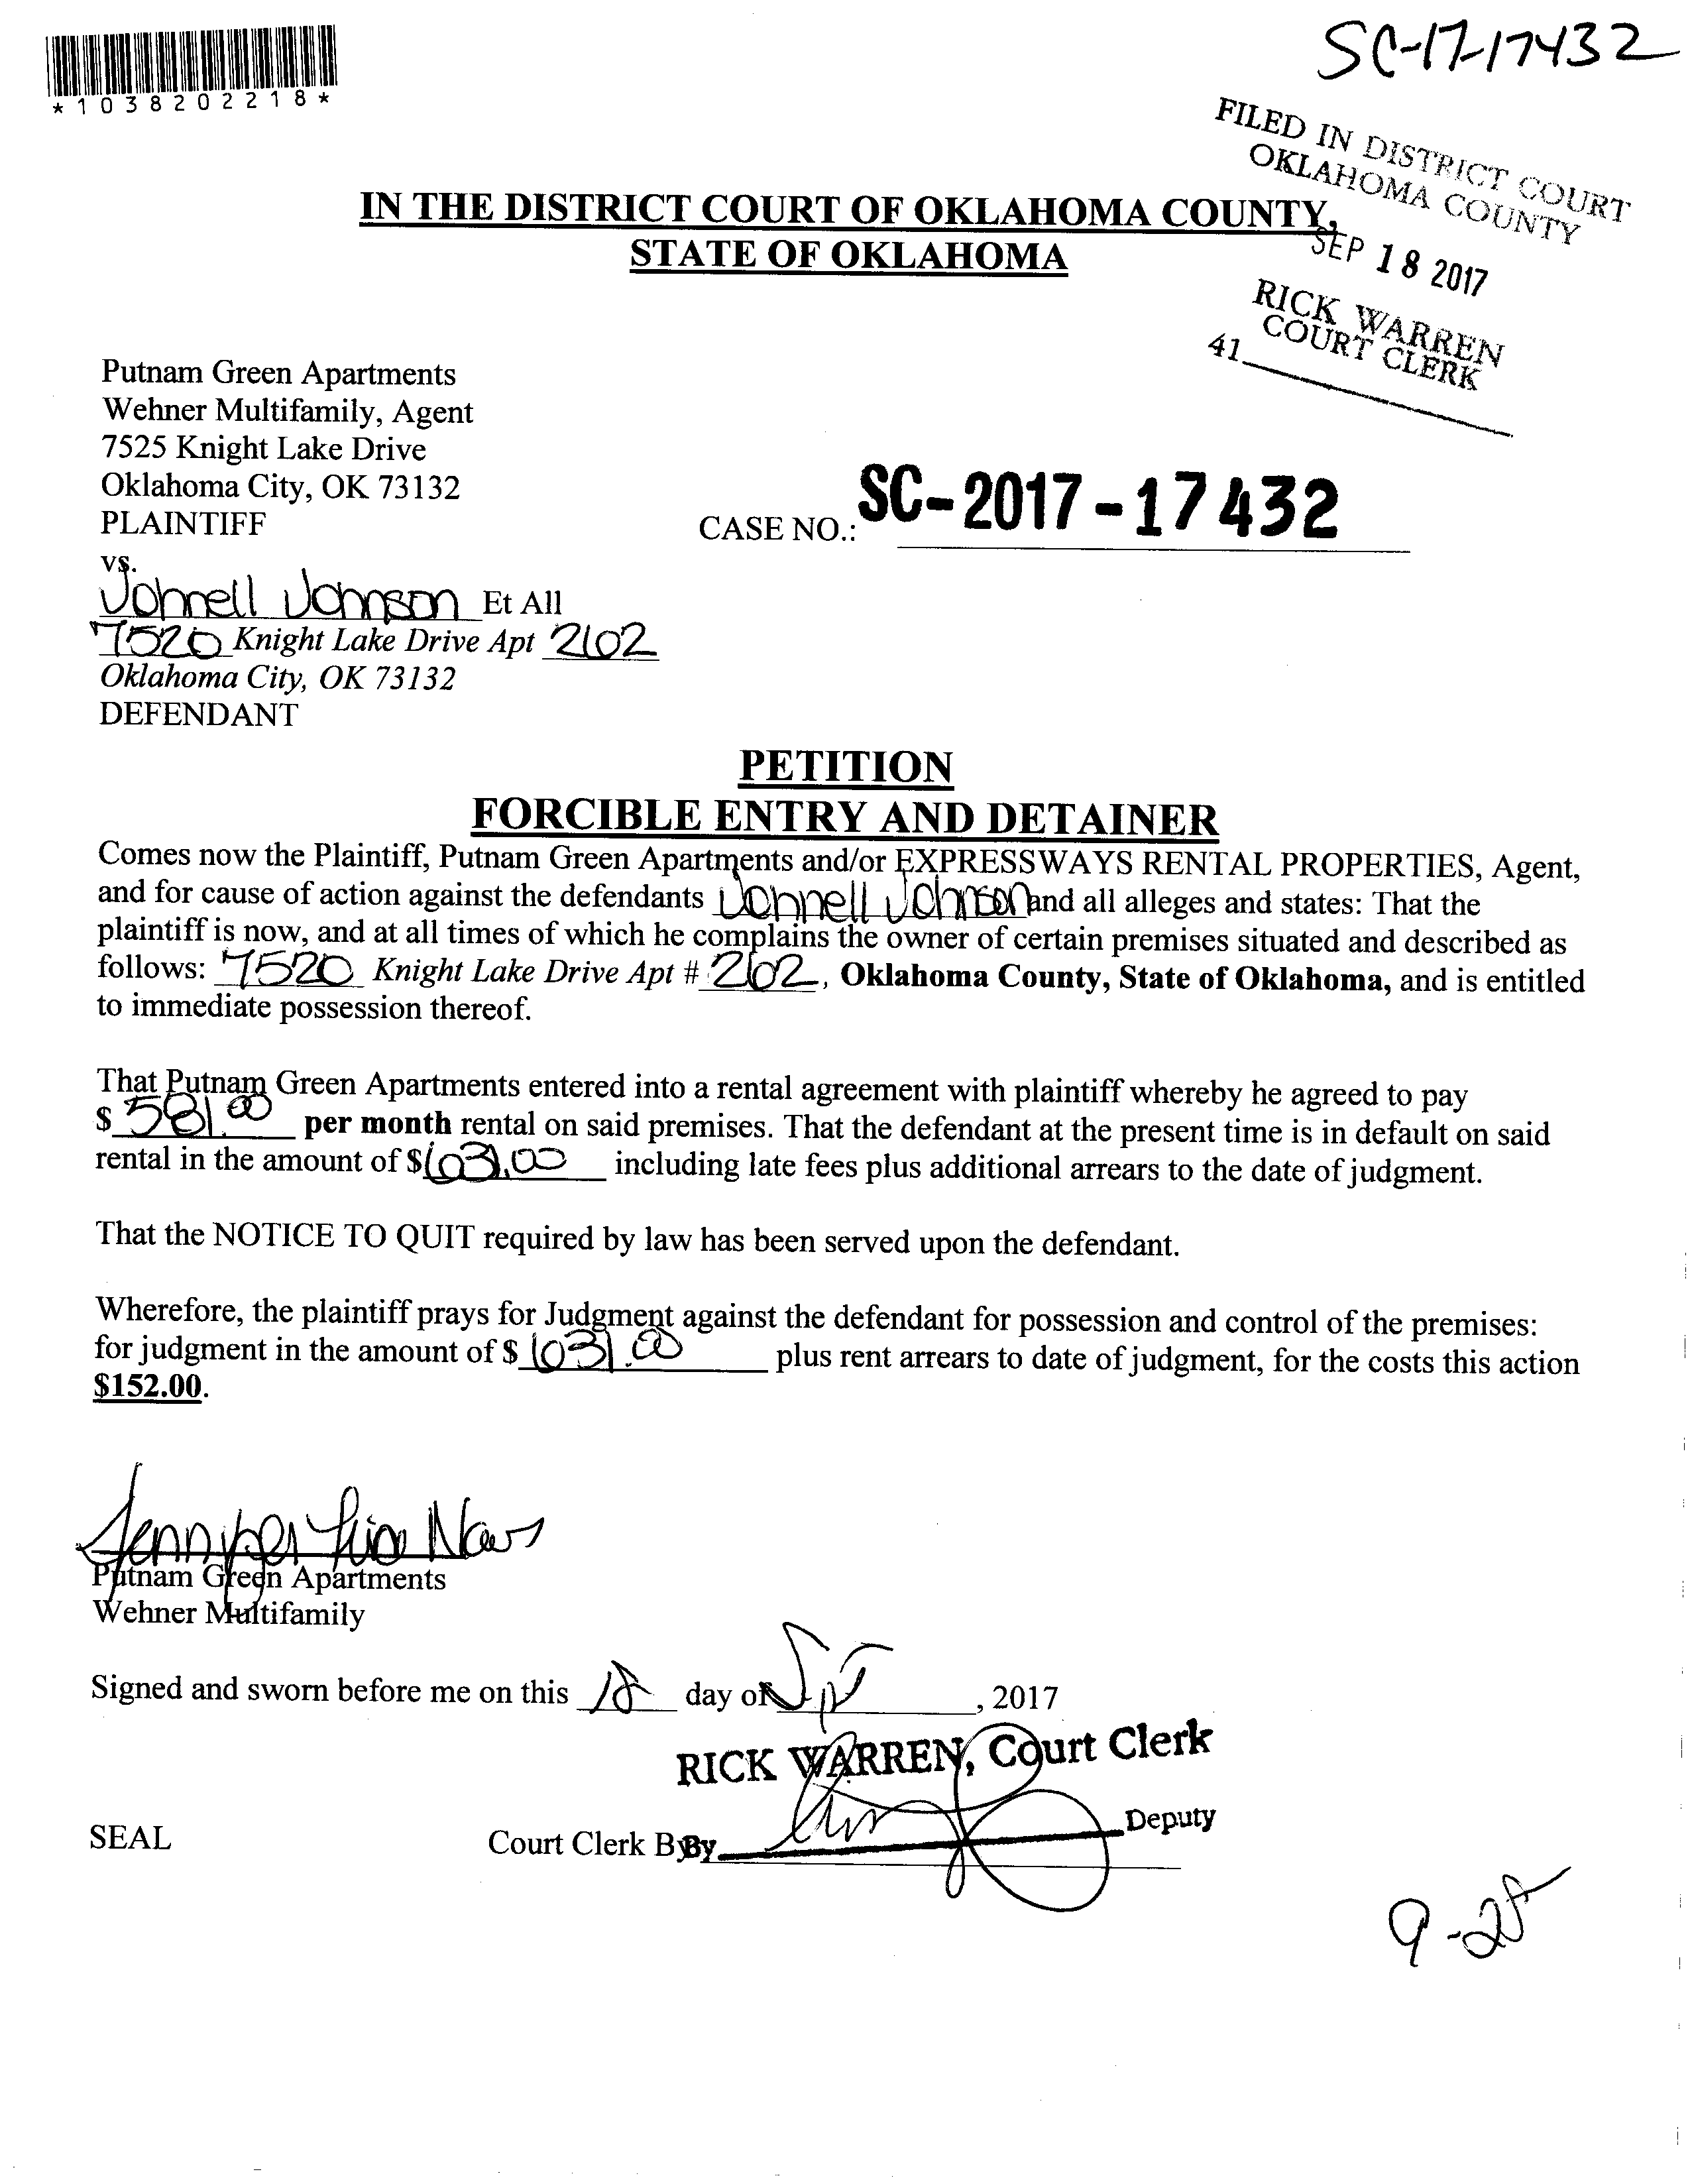 SC-17-17432
*1038202218*
FILED IN DISTRICT COURT
OKLAHOMA COUNTY
IN THE DISTRICT COURT OF OKLAHOMA COUNTY,
STATE OF OKLAHOMA
SEP 18 2017
RICK WARREN
COURT CLERK
41
Putnam Green Apartments
Wehner Multifamily, Agent
7525 Knight Lake Drive
Oklahoma City, OK 73132
PLAINTIFF
CASE NO.: SC-2017-17432
vs.
Johnell Johnson Et All
7520 Knight Lake Drive Apt 2102
Oklahoma City, OK 73132
DEFENDANT
PETITION
FORCIBLE ENTRY AND DETAINER
Comes now the Plaintiff, Putnam Green Apartments and/or EXPRESSWAYS RENTAL PROPERTIES, Agent,
and for cause of action against the defendants Johnell Johnson and all alleges and states: That the
plaintiff is now, and at all times of which he complains the owner of certain premises situated and described as
follows: 7520 Knight Lake Drive Apt # 2102, Oklahoma County, State of Oklahoma, and is entitled
to immediate possession thereof.
That Putnam Green Apartments entered into a rental agreement with plaintiff whereby he agreed to pay
$ 581.00 per month rental on said premises. That the defendant at the present time is in default on said
rental in the amount of $1031.00 including late fees plus additional arrears to the date of judgment.
That the NOTICE TO QUIT required by law has been served upon the defendant.
Wherefore, the plaintiff prays for Judgment against the defendant for possession and control of the premises:
for judgment in the amount of $ 1031.00 plus rent arrears to date of judgment, for the costs this action
$152.00.
Jennifer
Putnam Green Apartments
Wehner Multifamily
Signed and sworn before me on this 18 day of Sept, 2017
RICK WARREN, Court Clerk
SEAL
Court Clerk By By Deputy